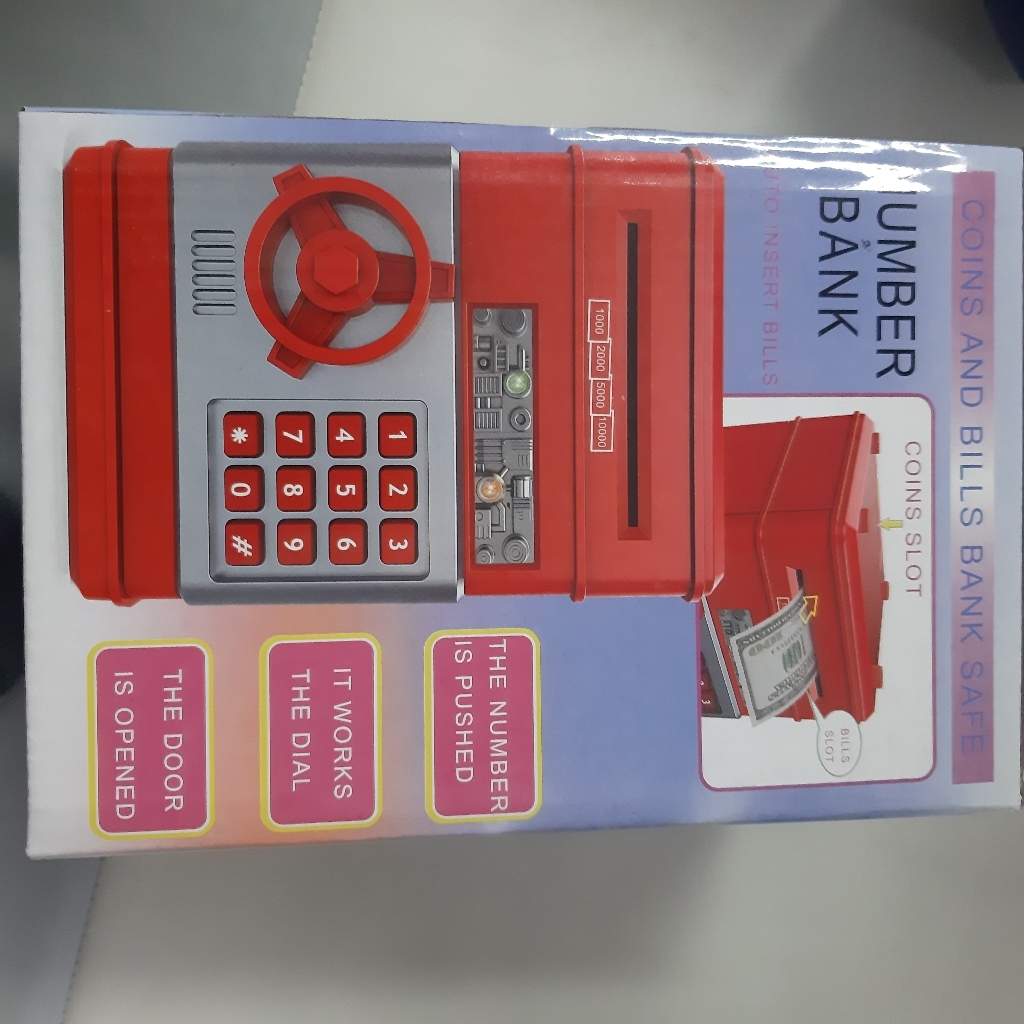 COINS AND BILLS BANK SAFE
NUMBER
BANK
INSERT BILLS
COINS SLOT
BILLS
SLOT
1000 2000 5000 10000
1 2 3
4 5 6
7 8 9
* 0 #
THE NUMBER
IS PUSHED
IT WORKS
THE DIAL
THE DOOR
IS OPENED